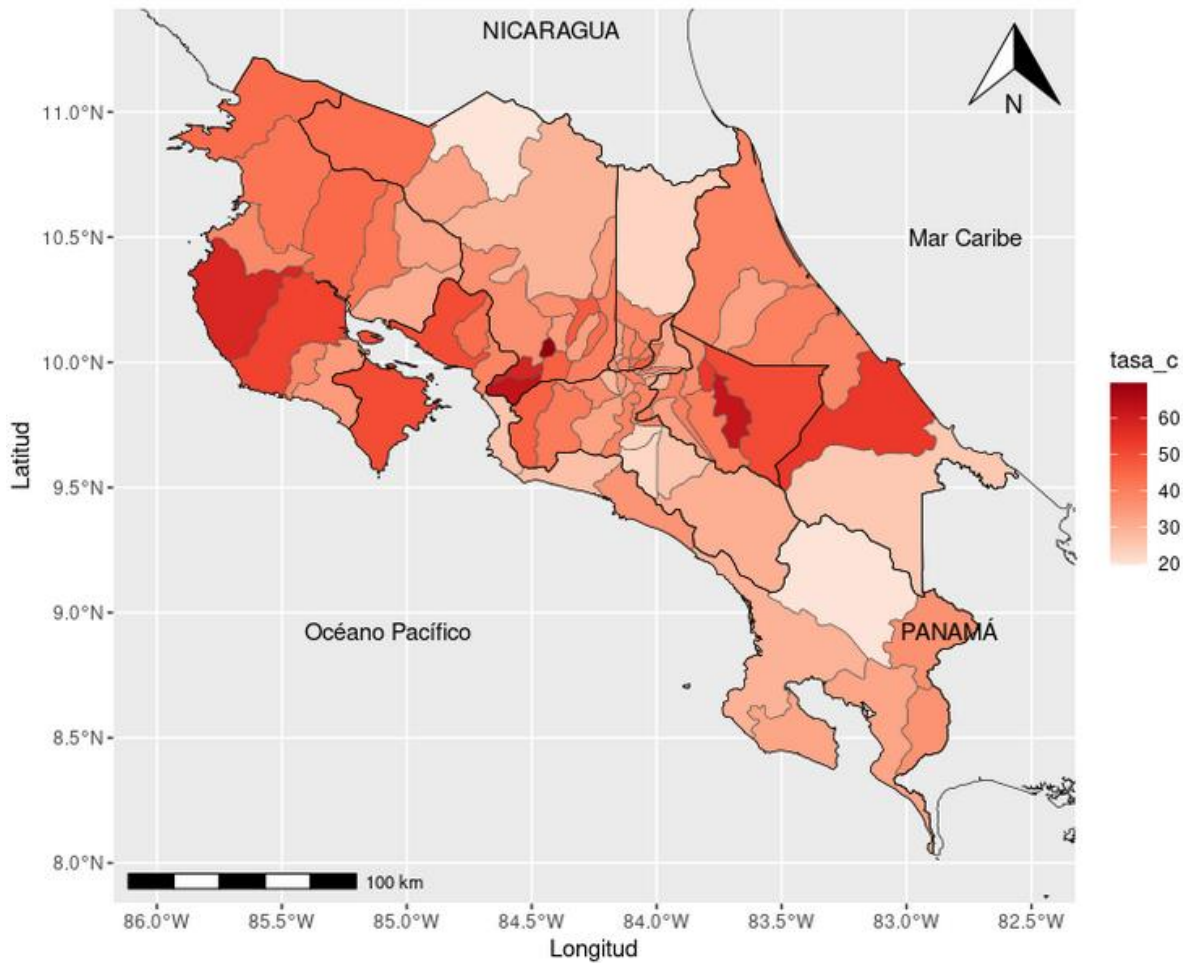 NICARAGUA
N
11.0°N
10.5°N
Mar Caribe
10.0°N
tasa_c
60
50
40
30
20
Latitud
9.5°N
9.0°N
Océano Pacífico
PANAMÁ
8.5°N
8.0°N
100 km
86.0°W 85.5°W 85.0°W 84.5°W 84.0°W 83.5°W 83.0°W 82.5°W
Longitud